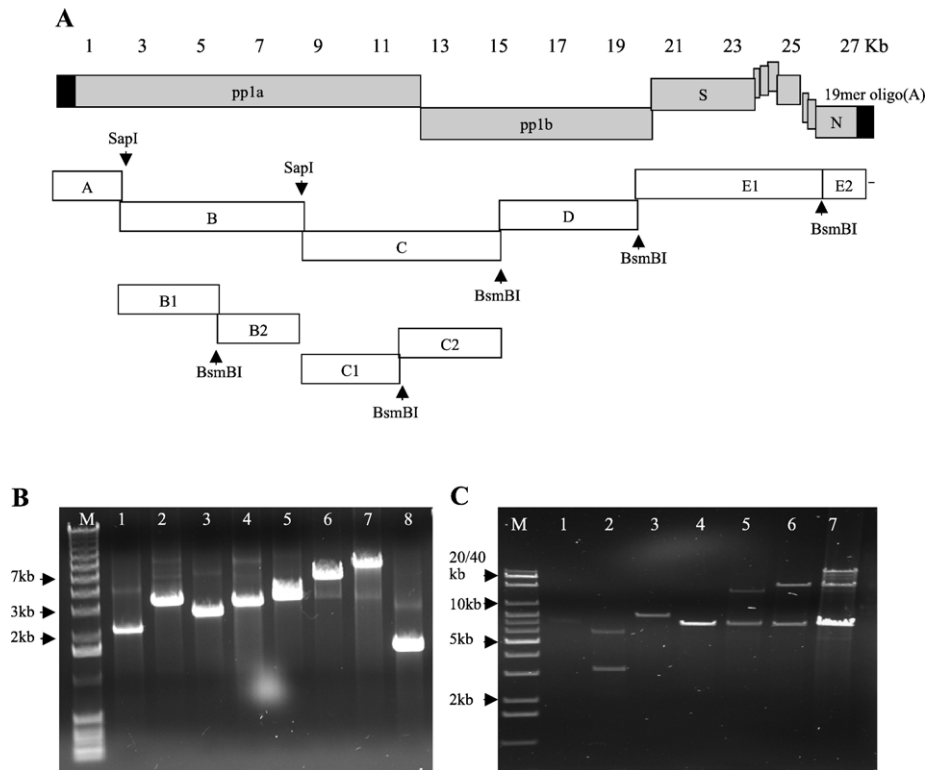 A
1 3 5 7 9 11 13 15 17 19 21 23 25 27 Kb
pp1a
pp1b
S
19mer oligo(A)
N
SapI
SapI
A
B
C
D
E1
E2
BsmBI
BsmBI
BsmBI
B1
B2
C1
C2
BsmBI
BsmBI
B
M 1 2 3 4 5 6 7 8
7kb
3kb
2kb
C
M 1 2 3 4 5 6 7
20/40
kb
10kb
5kb
2kb